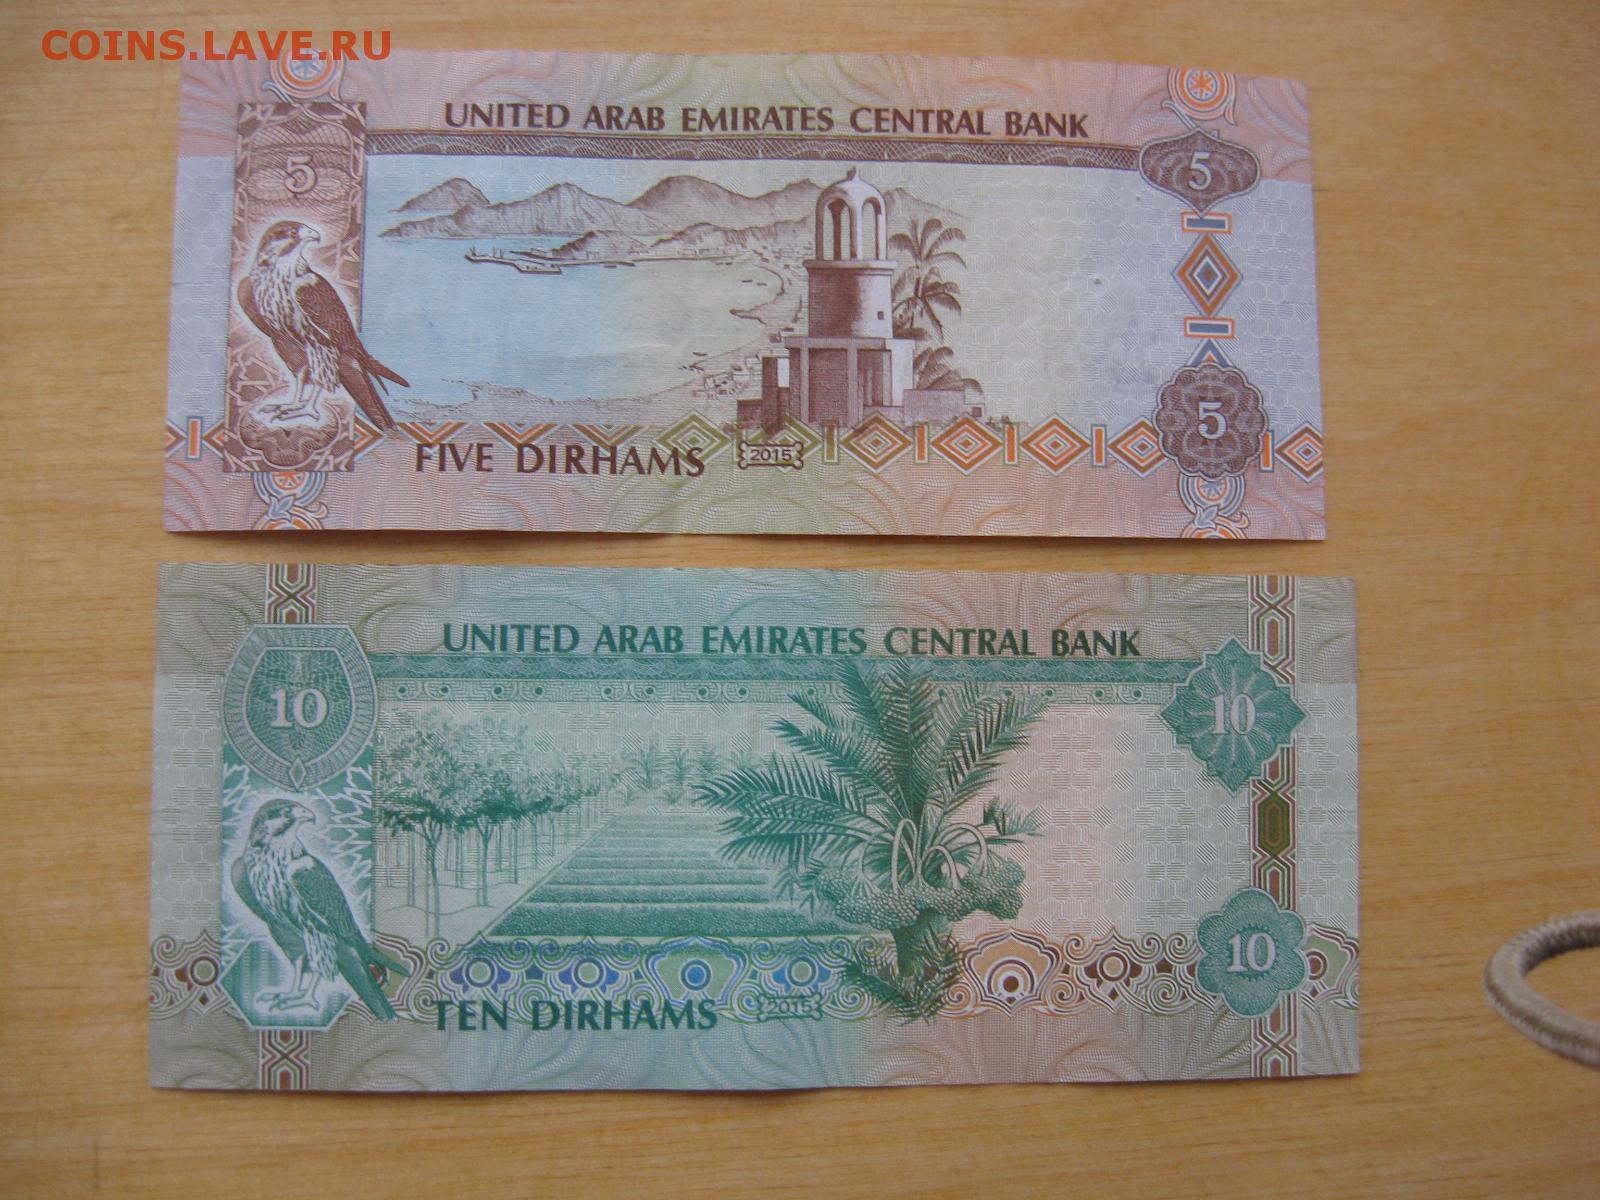 COINS.LAVE.RU
UNITED ARAB EMIRATES CENTRAL BANK
5
5
5
FIVE DIRHAMS 2015
UNITED ARAB EMIRATES CENTRAL BANK
10
10
10
TEN DIRHAMS 2015